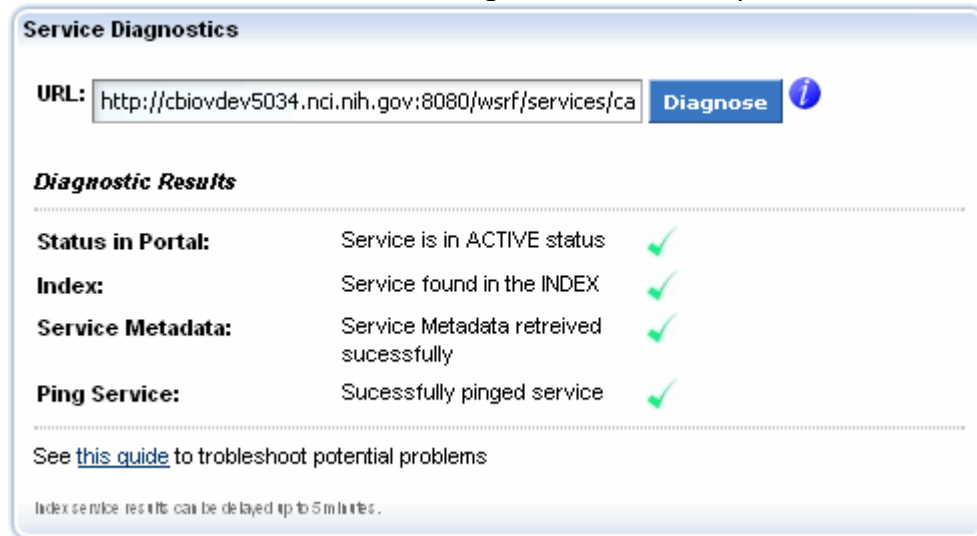 Service Diagnostics
URL: http://cbiovdev5034.nci.nih.gov:8080/wsrf/services/ca Diagnose i
Diagnostic Results
Status in Portal: Service is in ACTIVE status
Index: Service found in the INDEX
Service Metadata: Service Metadata retreived
sucessfully
Ping Service: Sucessfully pinged service
See this guide to trobleshoot potential problems
Index service results can be delayed up to 5 minutes.